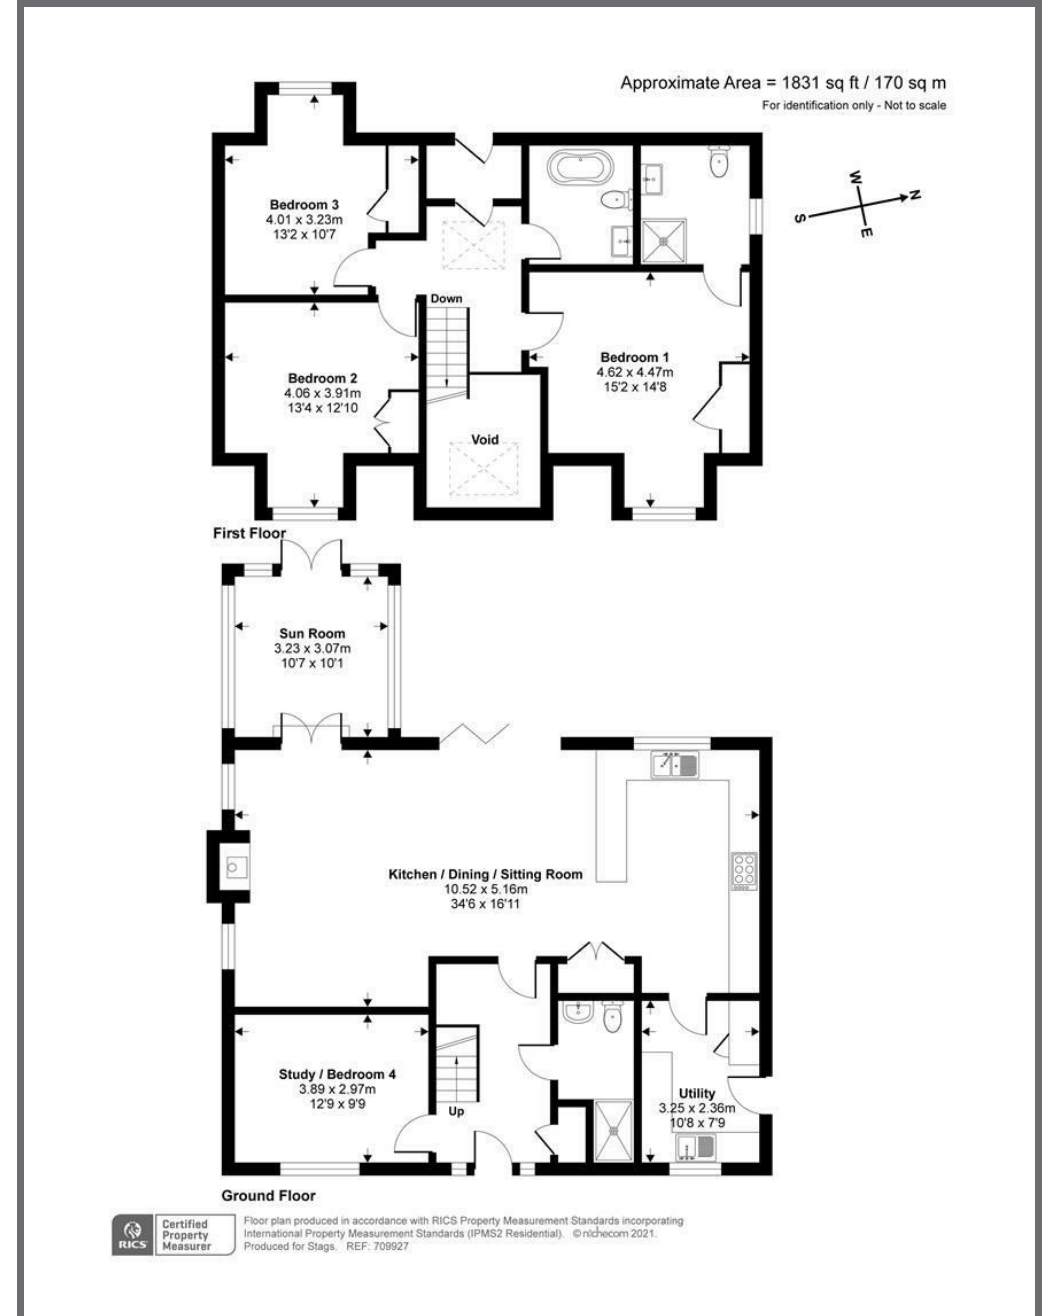 Approximate Area = 1831 sq ft / 170 sq m
For identification only - Not to scale
W
N
S
E
Bedroom 3
4.01 x 3.23m
13'2 x 10'7
Down
Bedroom 1
4.62 x 4.47m
15'2 x 14'8
Bedroom 2
4.06 x 3.91m
13'4 x 12'10
Void
First Floor
Sun Room
3.23 x 3.07m
10'7 x 10'1
Kitchen / Dining / Sitting Room
10.52 x 5.16m
34'6 x 16'11
Study / Bedroom 4
3.89 x 2.97m
12'9 x 9'9
Up
Utility
3.25 x 2.36m
10'8 x 7'9
Ground Floor
RICS
Certified
Property
Measurer
Floor plan produced in accordance with RICS Property Measurement Standards incorporating
International Property Measurement Standards (IPMS2 Residential). © nichecom 2021.
Produced for Stags. REF: 709927